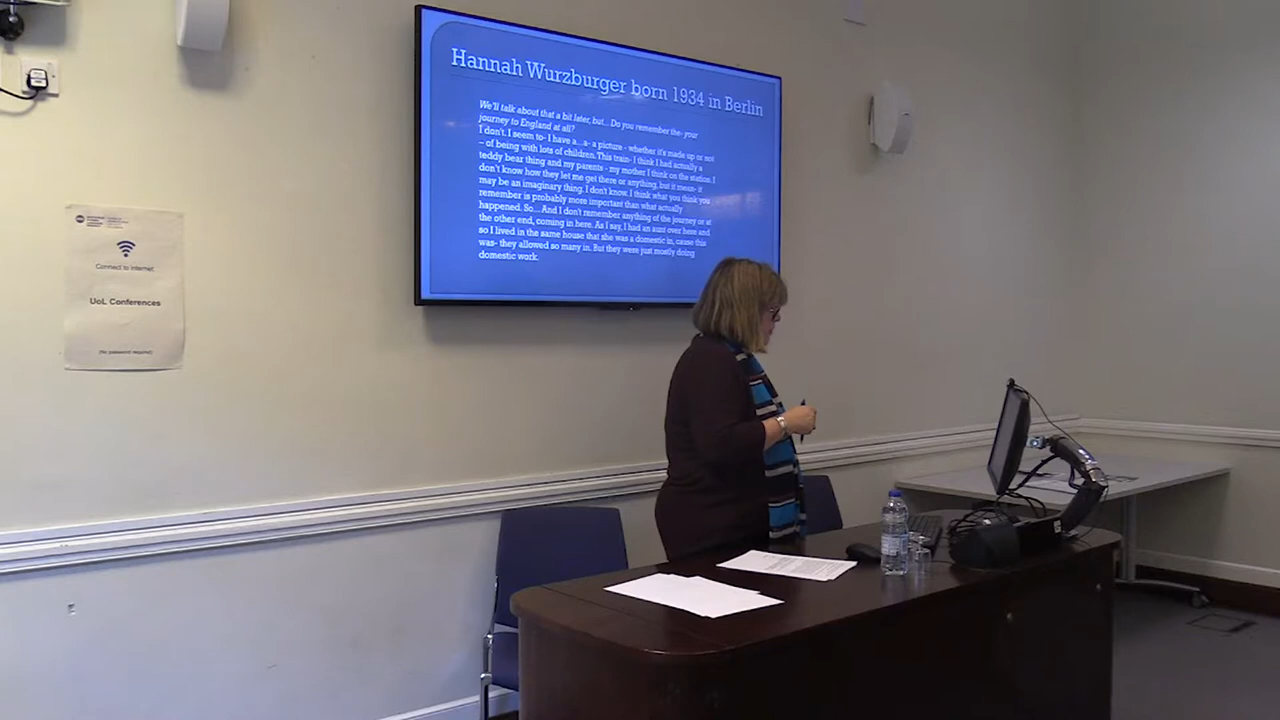 Hannah Wurzburger born 1934 in Berlin
We'll talk about that a bit later, but... Do you remember the- your
journey to England at all?
I don't. I seem to- I have a...a- a picture - whether it's made up or not
– of being with lots of children. This train- I think I had actually a
teddy bear thing and my parents - my mother I think on the station. I
don't know how they let me get there or anything, but it mean- it
may be an imaginary thing. I don't know. I think what you think you
remember is probably more important than what actually
happened. So... And I don't remember anything of the journey or at
the other end, coming in here. As I say, I had an aunt over here and
so I lived in the same house that she was a domestic in, cause this
was- they allowed so many in. But they were just mostly doing
domestic work.
Connect to internet
UoL Conferences
(No password required)